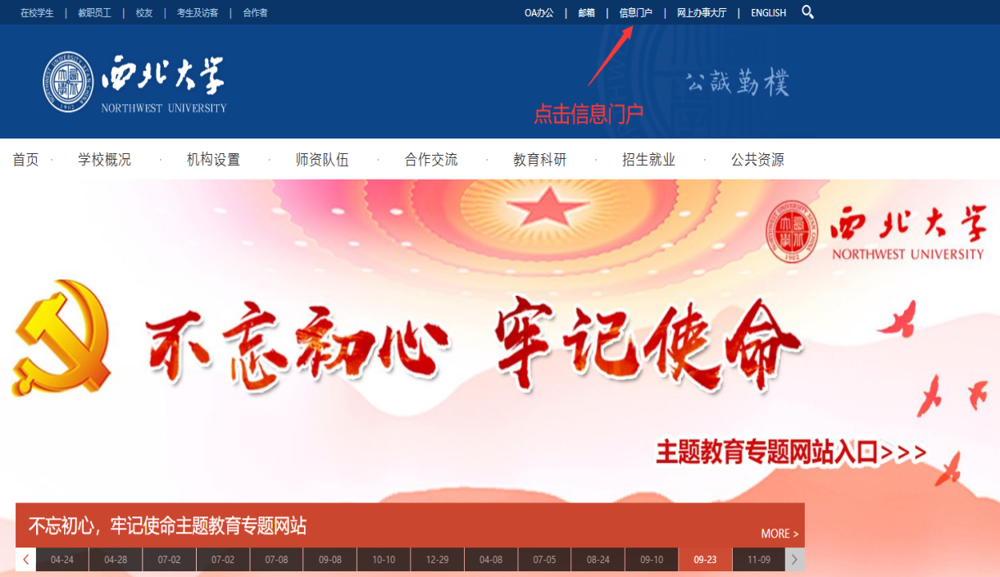 在校学生 | 教职员工 | 校友 | 考生及访客 | 合作者
OA办公 | 邮箱 | 信息门户 | 网上办事大厅 | ENGLISH
西北大学
NORTHWEST UNIVERSITY
1902
公誠勤樸
点击信息门户
首页 · 学校概况 · 机构设置 · 师资队伍 · 合作交流 · 教育科研 · 招生就业 · 公共资源
西北大学
NORTHWEST UNIVERSITY
1902
不忘初心 牢记使命
主题教育专题网站入口>>>
不忘初心，牢记使命主题教育专题网站
MORE >
04-24 04-28 07-02 07-02 07-08 09-08 10-10 12-29 04-08 07-05 08-24 09-10 09-23 11-09